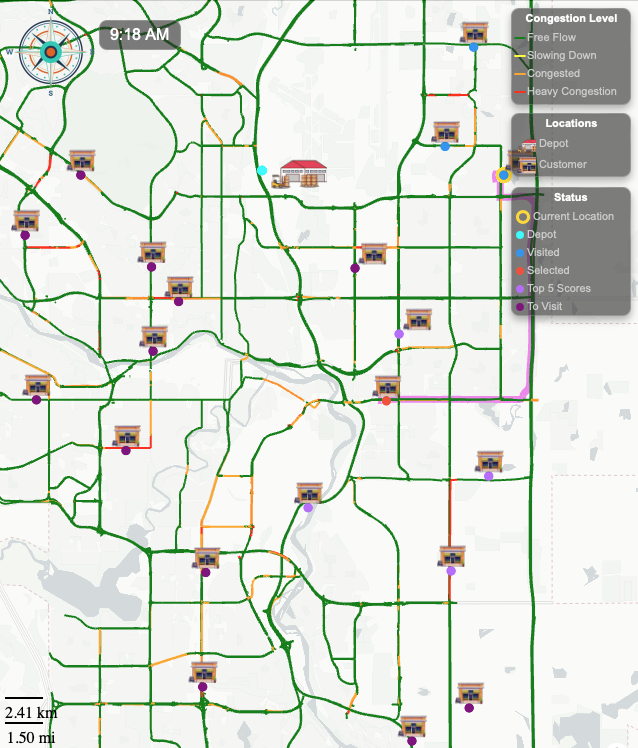 N
W
S
9:18 AM
Congestion Level
Free Flow
Slowing Down
Congested
Heavy Congestion
Locations
Depot
Customer
Status
Current Location
Depot
Visited
Selected
Top 5 Scores
To Visit
2.41 km
1.50 mi